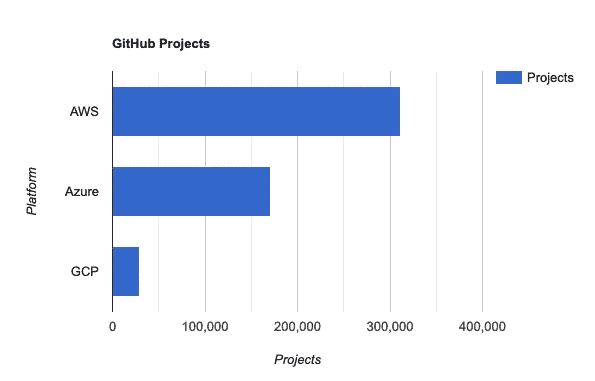 GitHub Projects
Projects
AWS
Azure
GCP
Platform
0 100,000 200,000 300,000 400,000
Projects